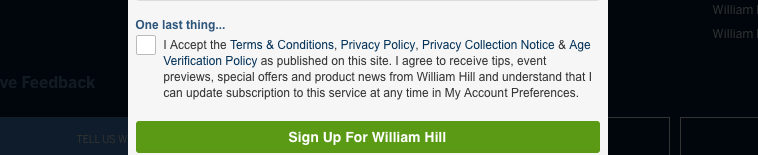 William
One last thing...
William H
I Accept the Terms & Conditions, Privacy Policy, Privacy Collection Notice & Age
Verification Policy as published on this site. I agree to receive tips, event
previews, special offers and product news from William Hill and understand that I
can update subscription to this service at any time in My Account Preferences.
ve Feedback
Sign Up For William Hill
TELL US W